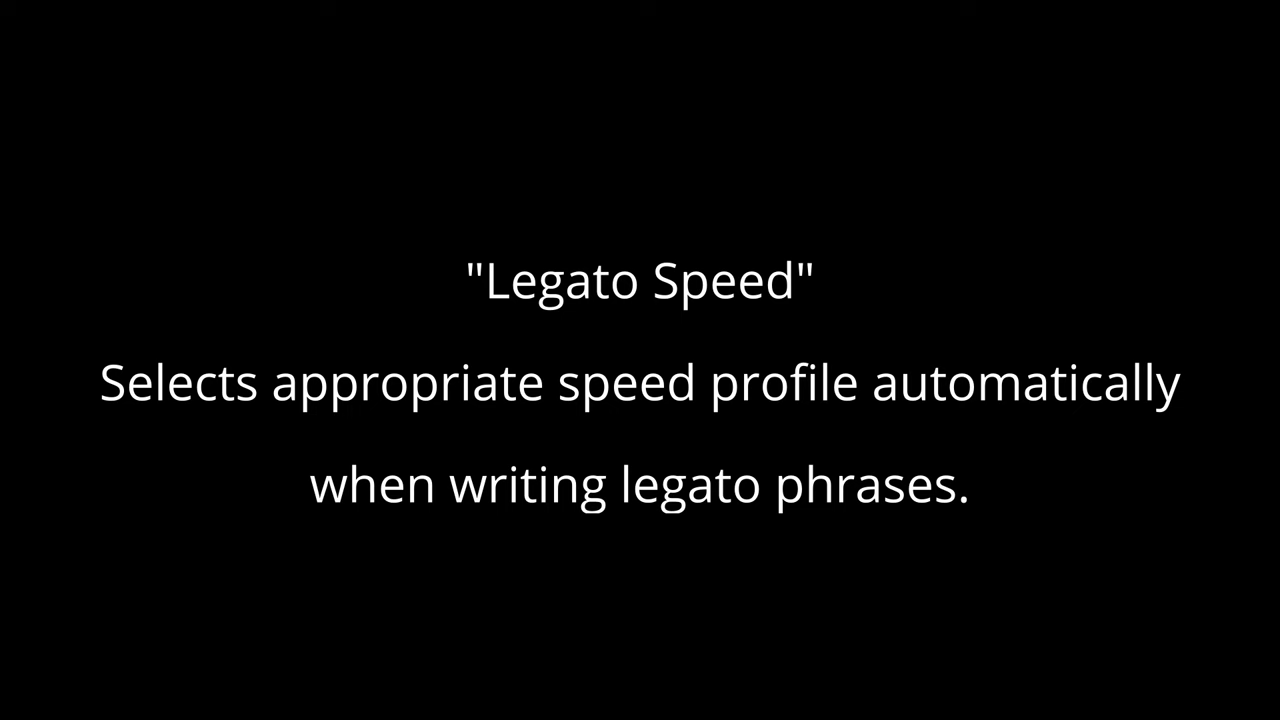 "Legato Speed"
Selects appropriate speed profile automatically
when writing legato phrases.